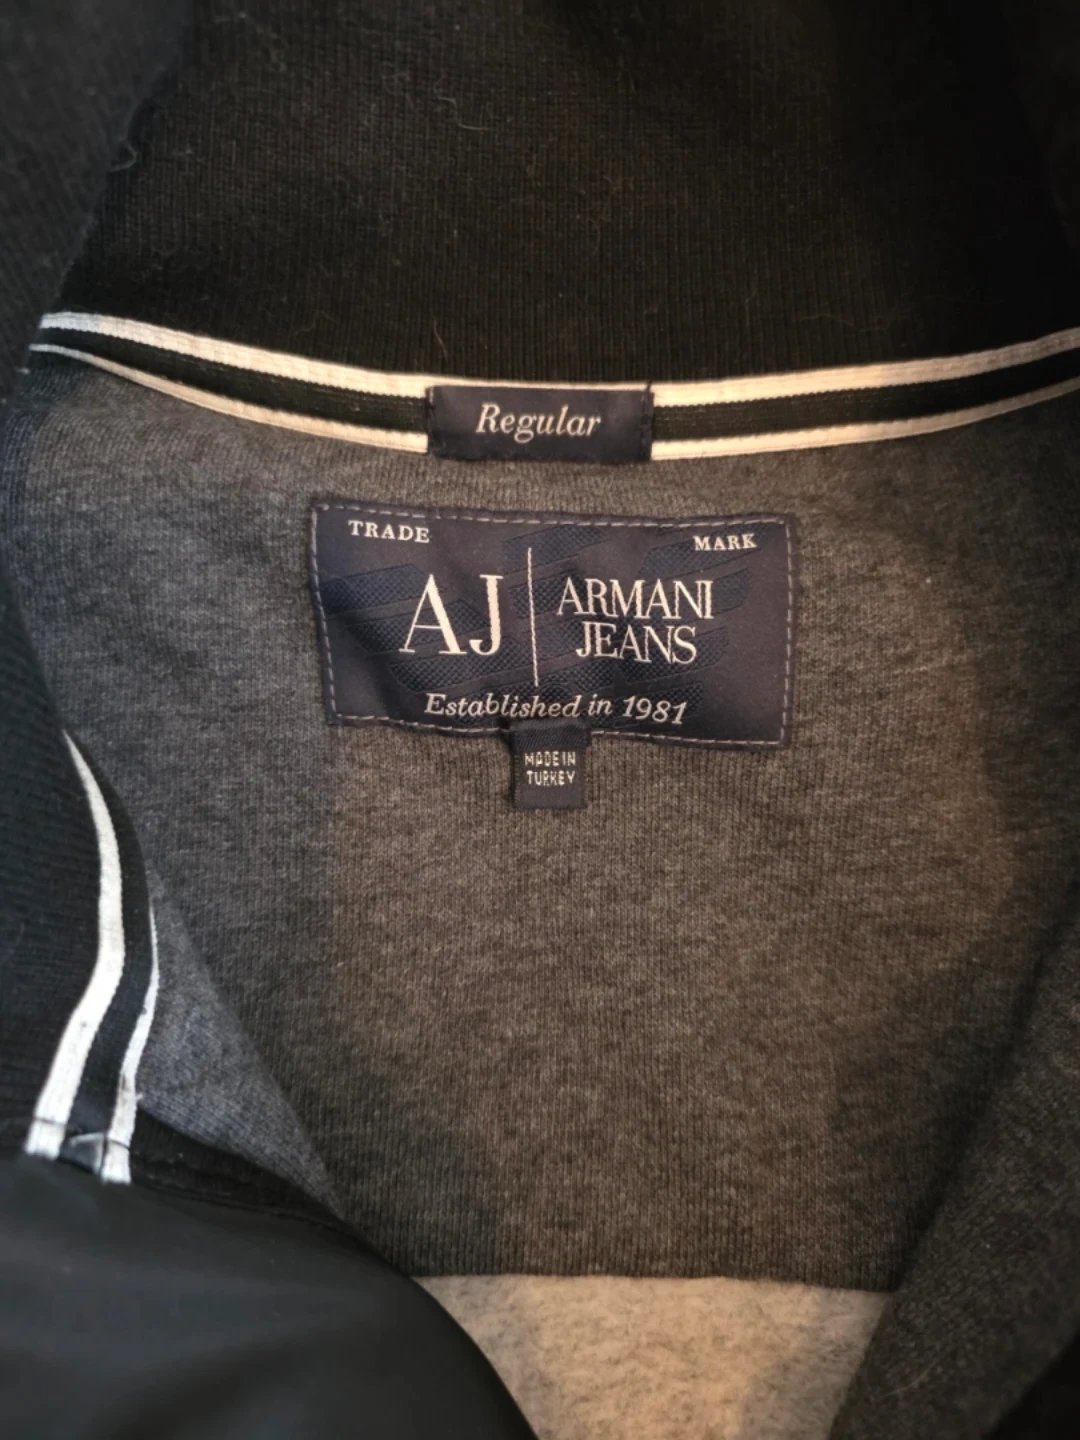 Regular
TRADE MARK
AJ ARMANI
JEANS
Established in 1981
MADE IN
TURKEY